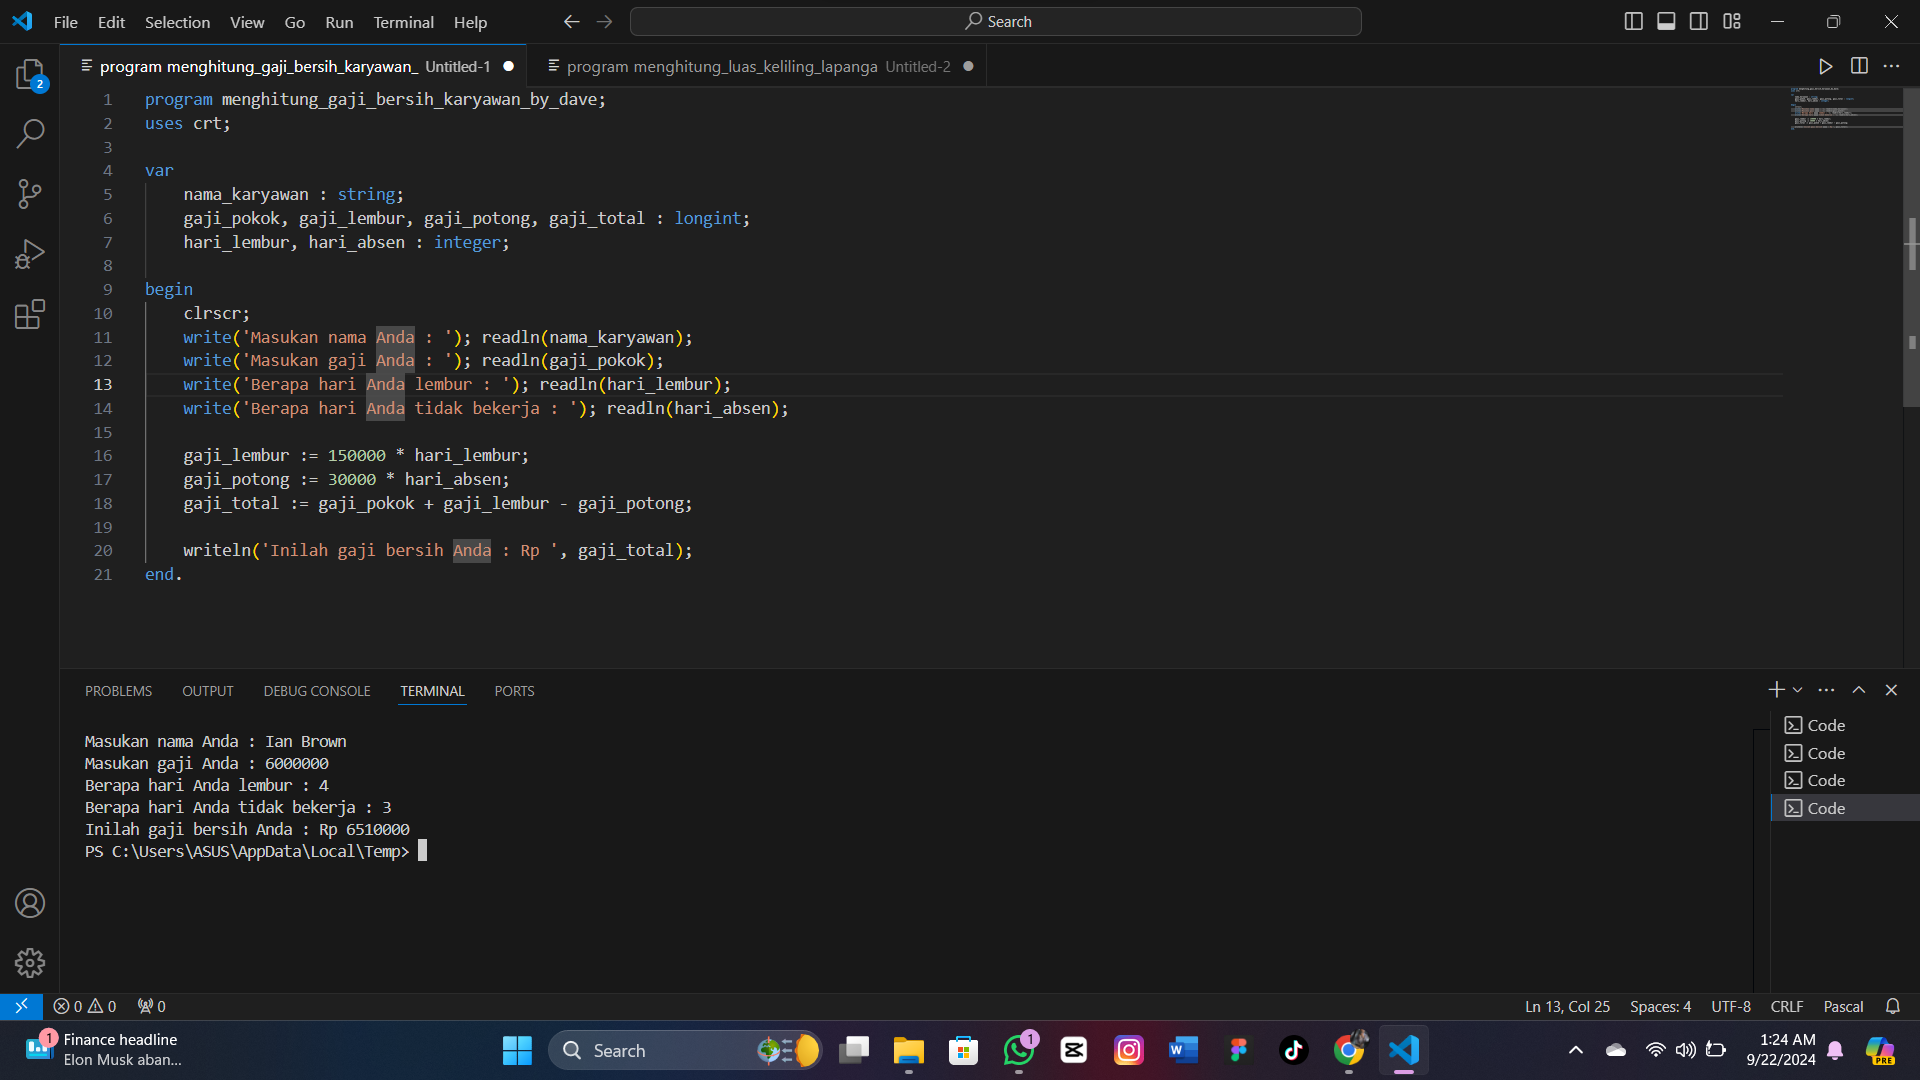 File Edit Selection View Go Run Terminal Help
Search
2
program menghitung_gaji_bersih_karyawan_ Untitled-1
program menghitung_luas_keliling_lapanga Untitled-2
1 program menghitung_gaji_bersih_karyawan_by_dave;
2 uses crt;
3
4 var
5 nama_karyawan : string;
6 gaji_pokok, gaji_lembur, gaji_potong, gaji_total : longint;
7 hari_lembur, hari_absen : integer;
8
9 begin
10 clrscr;
11 write('Masukan nama Anda : '); readln(nama_karyawan);
12 write('Masukan gaji Anda : '); readln(gaji_pokok);
13 write('Berapa hari Anda lembur : '); readln(hari_lembur);
14 write('Berapa hari Anda tidak bekerja : '); readln(hari_absen);
15
16 gaji_lembur := 150000 * hari_lembur;
17 gaji_potong := 30000 * hari_absen;
18 gaji_total := gaji_pokok + gaji_lembur - gaji_potong;
19
20 writeln('Inilah gaji bersih Anda : Rp ', gaji_total);
21 end.
PROBLEMS OUTPUT DEBUG CONSOLE TERMINAL PORTS
Masukan nama Anda : Ian Brown
Masukan gaji Anda : 6000000
Berapa hari Anda lembur : 4
Berapa hari Anda tidak bekerja : 3
Inilah gaji bersih Anda : Rp 6510000
PS C:\Users\ASUS\AppData\Local\Temp>
Code
Code
Code
Code
0 0 0
Ln 13, Col 25 Spaces: 4 UTF-8 CRLF Pascal
1
Finance headline
Elon Musk aban...
Search
1
1:24 AM
9/22/2024
PRE